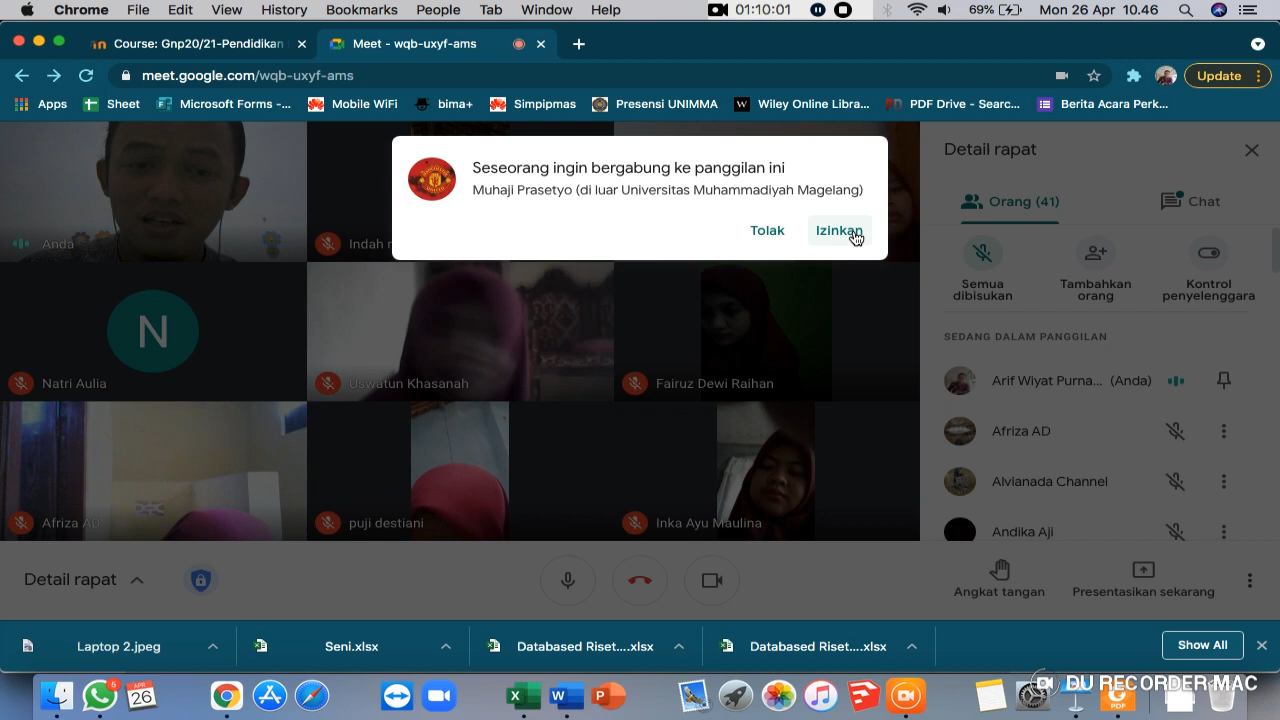 Chrome File Edit View History Bookmarks People Tab Window Help 01:10:01 69% Mon 26 Apr 10.46
Course: Gnp20/21-Pendidikan Meet - wqb-uxyf-ams
meet.google.com/wqb-uxyf-ams Update
Apps Sheet Microsoft Forms -... Mobile WiFi bima+ Simpipmas Presensi UNIMMA W Wiley Online Libra... PDF Drive - Searc... Berita Acara Perk...
Seseorang ingin bergabung ke panggilan ini
Muhaji Prasetyo (di luar Universitas Muhammadiyah Magelang)
Tolak Izinkan
Anda
Indah
N
Natri Aulia
Uswatun Khasanah
Fairuz Dewi Raihan
Afriza AD
puji destiani
Inka Ayu Maulina
Detail rapat
Orang (41) Chat
Semua dibisukan
Tambahkan orang
Kontrol penyelenggara
SEDANG DALAM PANGGILAN
Arif Wiyat Purna... (Anda)
Afriza AD
Alvianada Channel
Andika Aji
Detail rapat
Angkat tangan
Presentasikan sekarang
Laptop 2.jpeg Seni.xlsx Databased Riset....xlsx Databased Riset....xlsx Show All
APR
26
X W P
PDF
DU RECORDER MAC